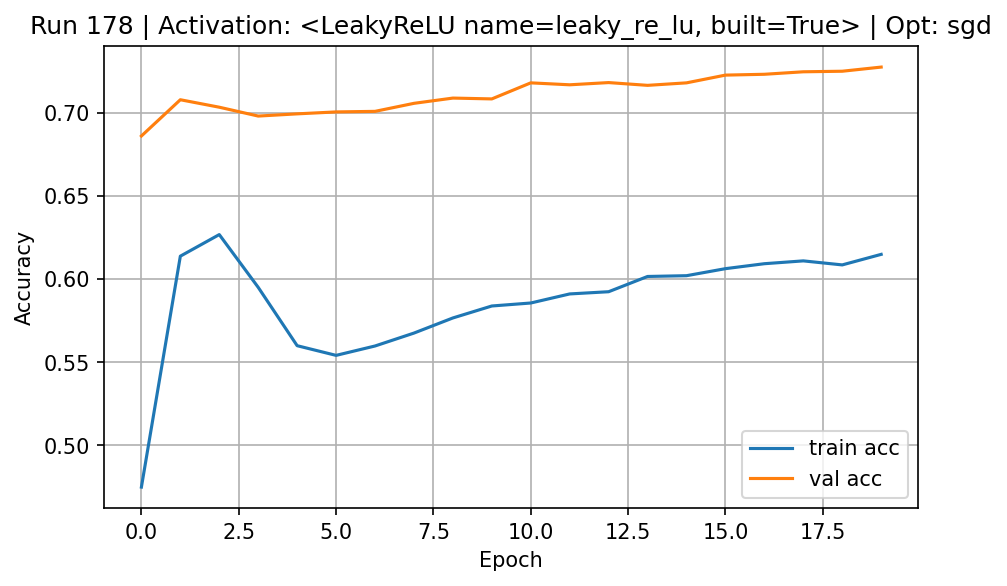 Run 178 | Activation: <LeakyReLU name=leaky_re_lu, built=True> | Opt: sgd
0.70
0.65
0.60
0.55
0.50
Accuracy
train acc
val acc
0.0 2.5 5.0 7.5 10.0 12.5 15.0 17.5
Epoch